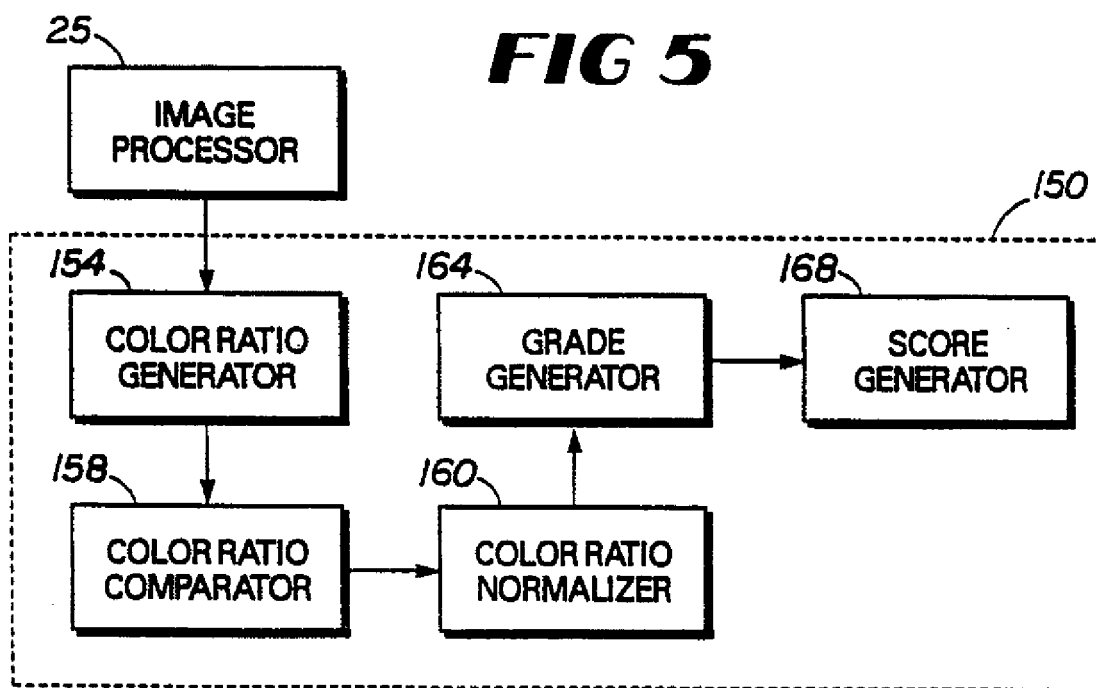 FIG 5
25
IMAGE
PROCESSOR
150
154
COLOR RATIO
GENERATOR
164
GRADE
GENERATOR
168
SCORE
GENERATOR
158
COLOR RATIO
COMPARATOR
160
COLOR RATIO
NORMALIZER